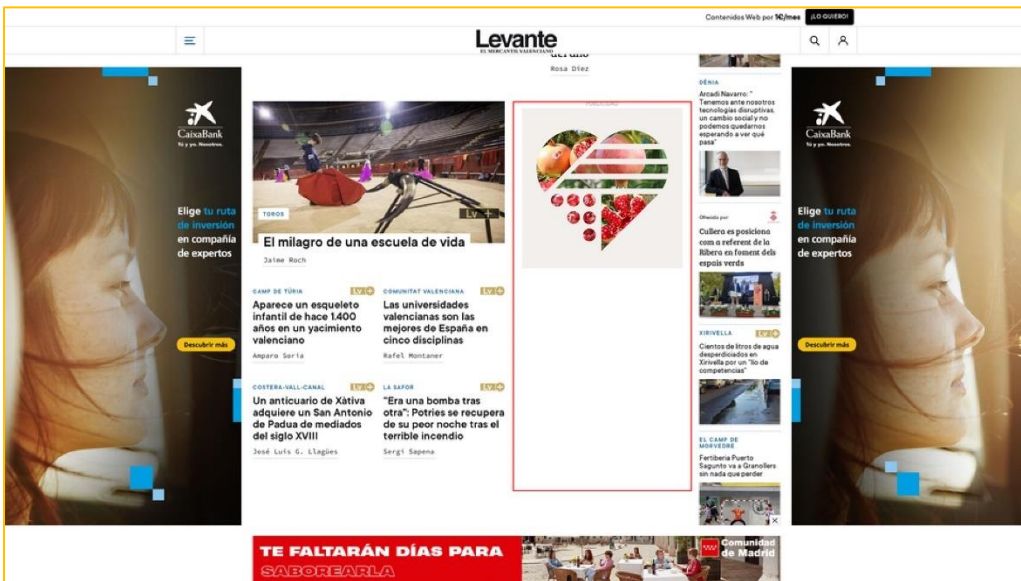 Contenidos Web por 1€/mes ¡LO QUIERO!
Levante
EL MERCANTIL VALENCIANO
del año
Rosa Díez
CaixaBank
Tú y yo. Nosotros.
Elige tu ruta
de inversión
en compañía
de expertos
Descubrir más
TOROS
Lv +
El milagro de una escuela de vida
Jaime Roch
CAMP DE TÚRIA Lv +
Aparece un esqueleto
infantil de hace 1.400
años en un yacimiento
valenciano
Amparo Soria
COMUNITAT VALENCIANA Lv +
Las universidades
valencianas son las
mejores de España en
cinco disciplinas
Rafel Montaner
COSTERA-VALL-CANAL Lv +
Un anticuario de Xàtiva
adquiere un San Antonio
de Padua de mediados
del siglo XVIII
José Luis G. Llagües
LA SAFOR Lv +
"Era una bomba tras
otra": Potries se recupera
de su peor noche tras el
terrible incendio
Sergi Sapena
PUBLICIDAD
DÉNIA
Arcadi Navarro: "
Tenemos ante nosotros
tecnologías disruptivas,
un cambio social y no
podemos quedarnos
esperando a ver qué
pasa"
Ofrecido por
Cullera es posiciona
com a referent de la
Ribera en foment dels
espais verds
XIRIVELLA Lv +
Cientos de litros de agua
desperdiciados en
Xirivella por un "lío de
competencias"
EL CAMP DE
MORVEDRE
Fertiberia Puerto
Sagunto va a Granollers
sin nada que perder
CaixaBank
Tú y yo. Nosotros.
Elige tu ruta
de inversión
en compañía
de expertos
Descubrir más
TE FALTARÁN DÍAS PARA
SABOREARLA
Comunidad
de Madrid